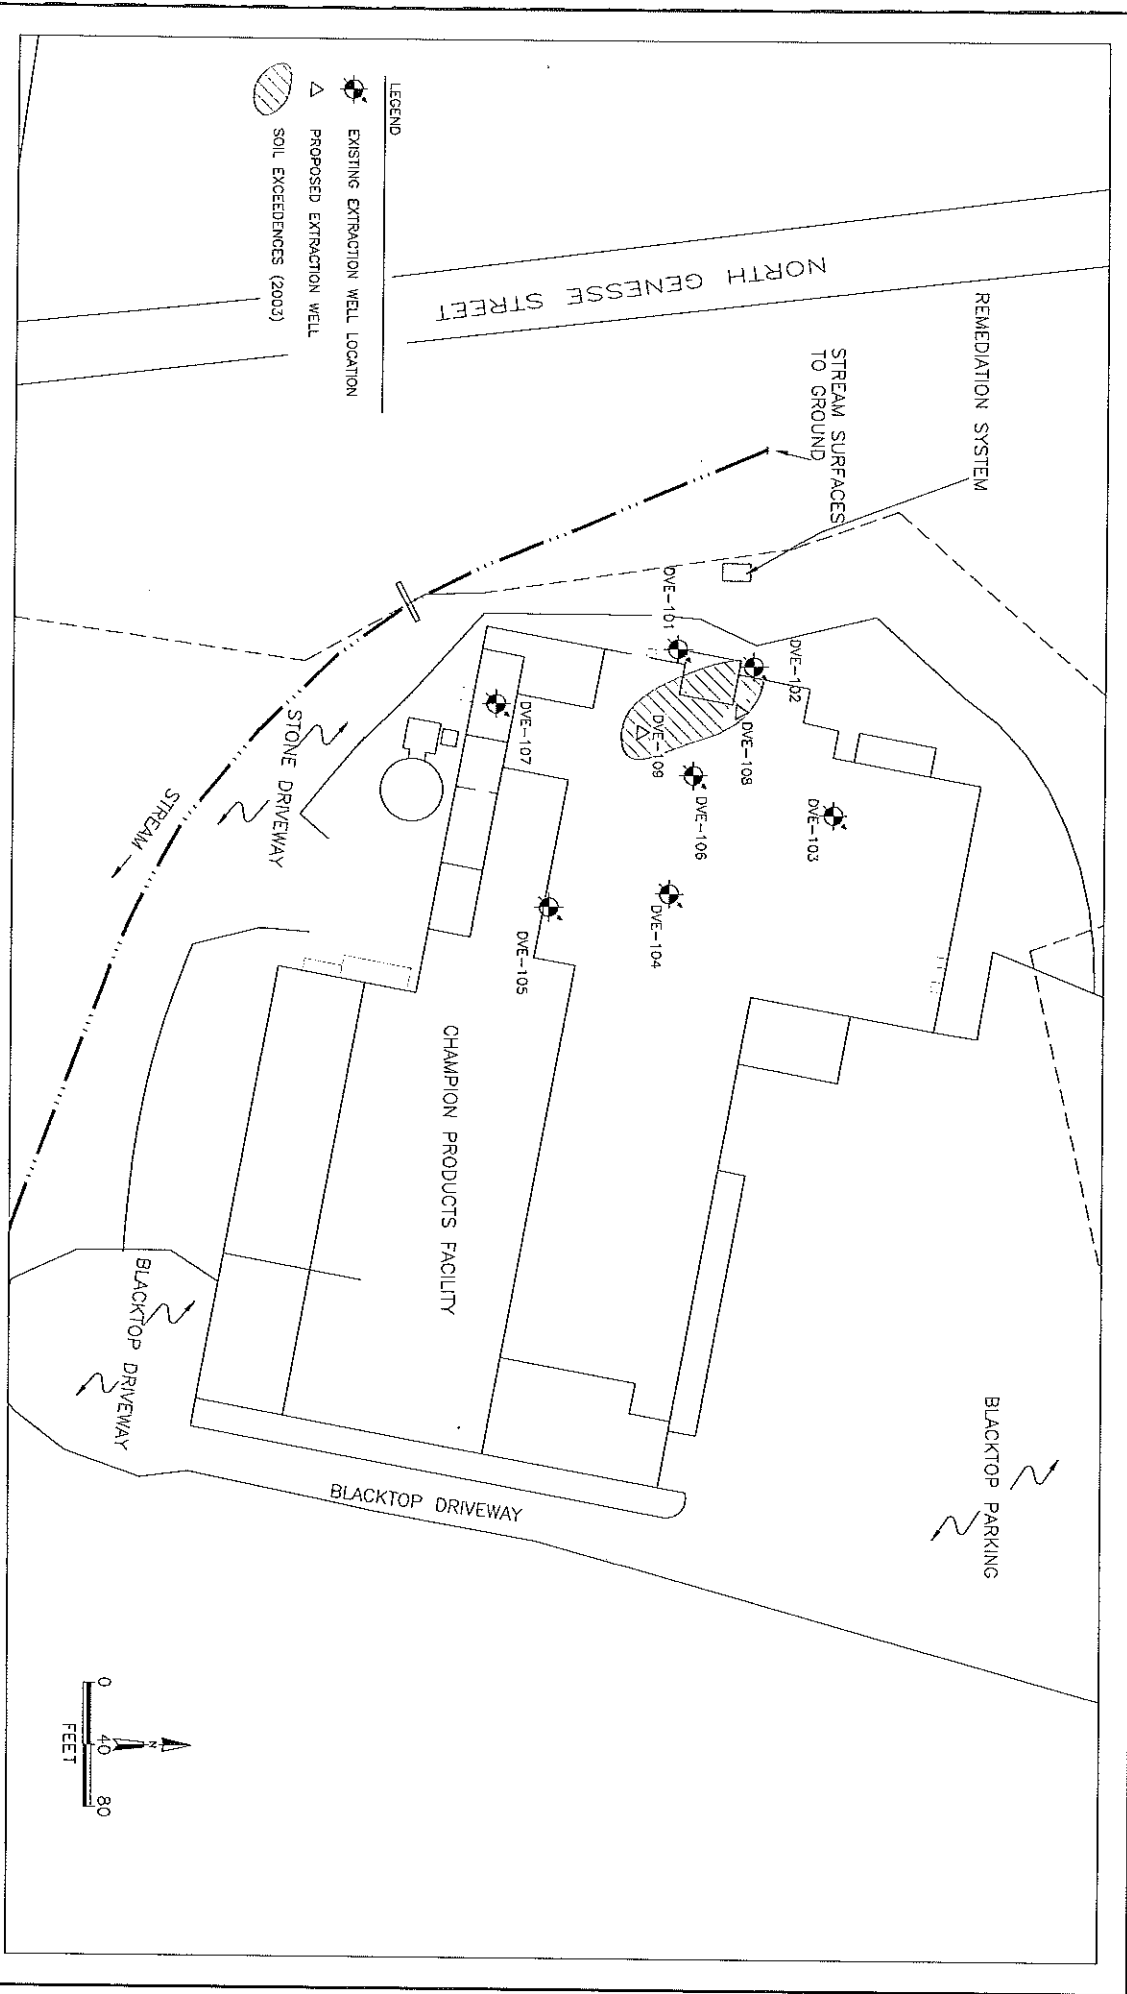 LEGEND
EXISTING EXTRACTION WELL LOCATION
PROPOSED EXTRACTION WELL
SOIL EXCEEDENCES (2003)
NORTH GENESSE STREET
REMEDIATION SYSTEM
STREAM SURFACES
TO GROUND
DVE-101
DVE-102
DVE-108
DVE-109
DVE-106
DVE-103
DVE-107
DVE-104
DVE-105
STONE DRIVEWAY
STREAM
CHAMPION PRODUCTS FACILITY
BLACKTOP DRIVEWAY
BLACKTOP DRIVEWAY
BLACKTOP PARKING
N
0 40 80
FEET